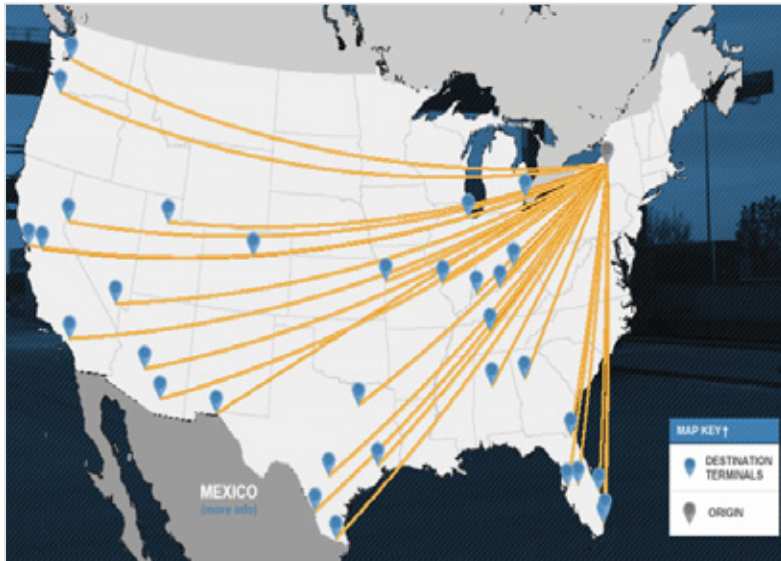 MEXICO
(more info)
MAP KEY†
DESTINATION
TERMINALS
ORIGIN